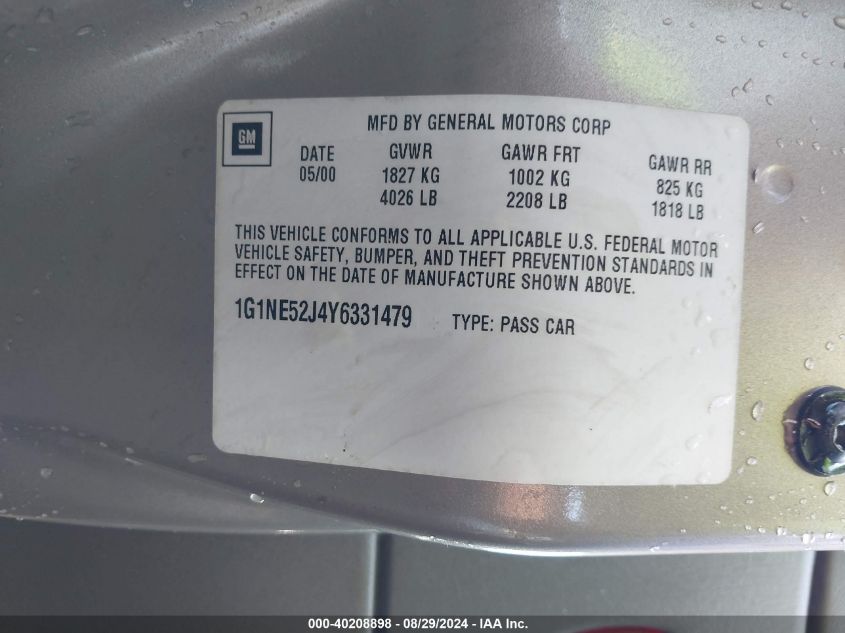 GM
MFD BY GENERAL MOTORS CORP
DATE GVWR GAWR FRT GAWR RR
05/00 1827 KG 1002 KG 825 KG
4026 LB 2208 LB 1818 LB
THIS VEHICLE CONFORMS TO ALL APPLICABLE U.S. FEDERAL MOTOR
VEHICLE SAFETY, BUMPER, AND THEFT PREVENTION STANDARDS IN
EFFECT ON THE DATE OF MANUFACTURE SHOWN ABOVE.
1G1NE52J4Y6331479 TYPE: PASS CAR
000-40208898 - 08/29/2024 - IAA Inc.